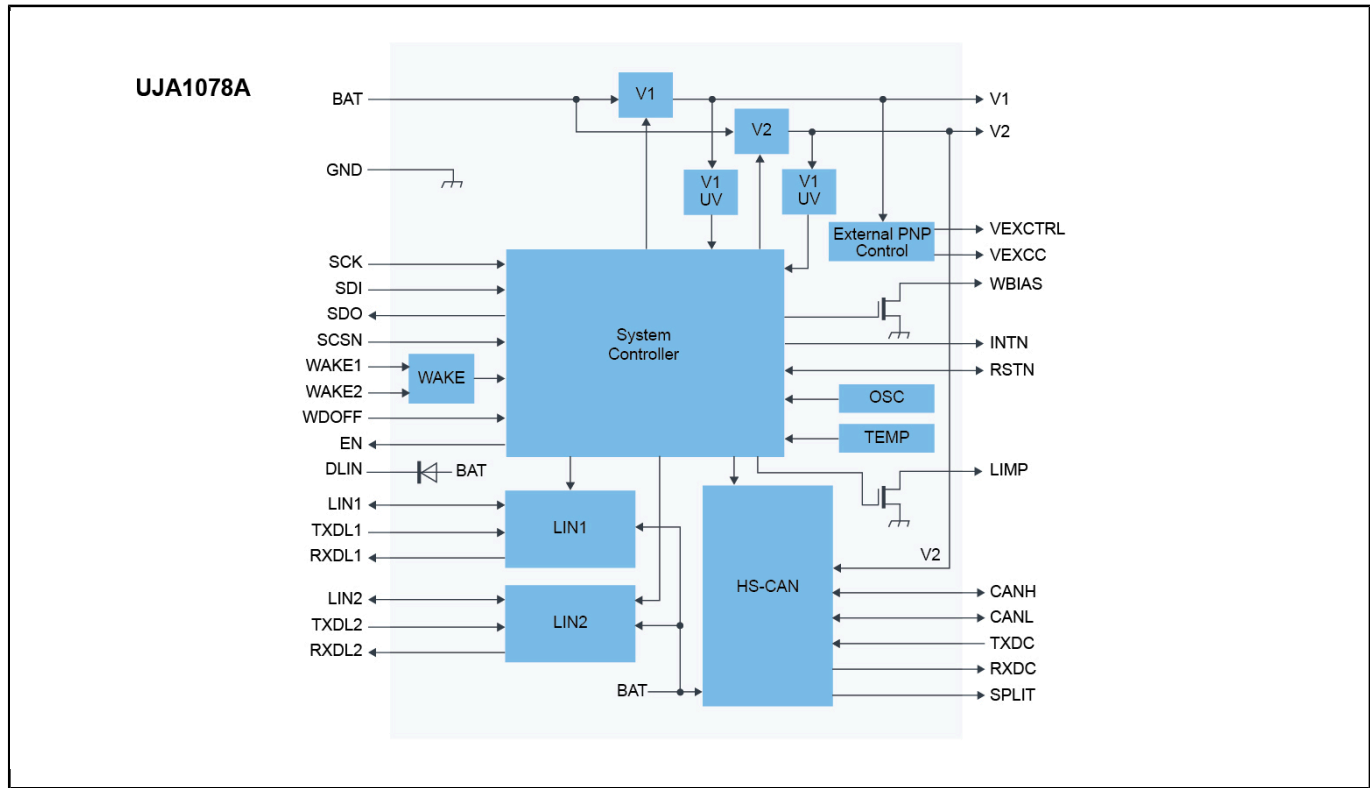 UJA1078A
BAT
V1
V1
V2
V2
GND
V1
UV
V1
UV
External PNP
Control
VEXCTRL
VEXCC
SCK
SDI
SDO
SCSN
WAKE1
WAKE2
WAKE
WDOFF
EN
DLIN
BAT
System
Controller
WBIAS
INTN
RSTN
OSC
TEMP
LIMP
LIN1
TXDL1
RXDL1
LIN1
LIN2
TXDL2
RXDL2
LIN2
BAT
HS-CAN
V2
CANH
CANL
TXDC
RXDC
SPLIT